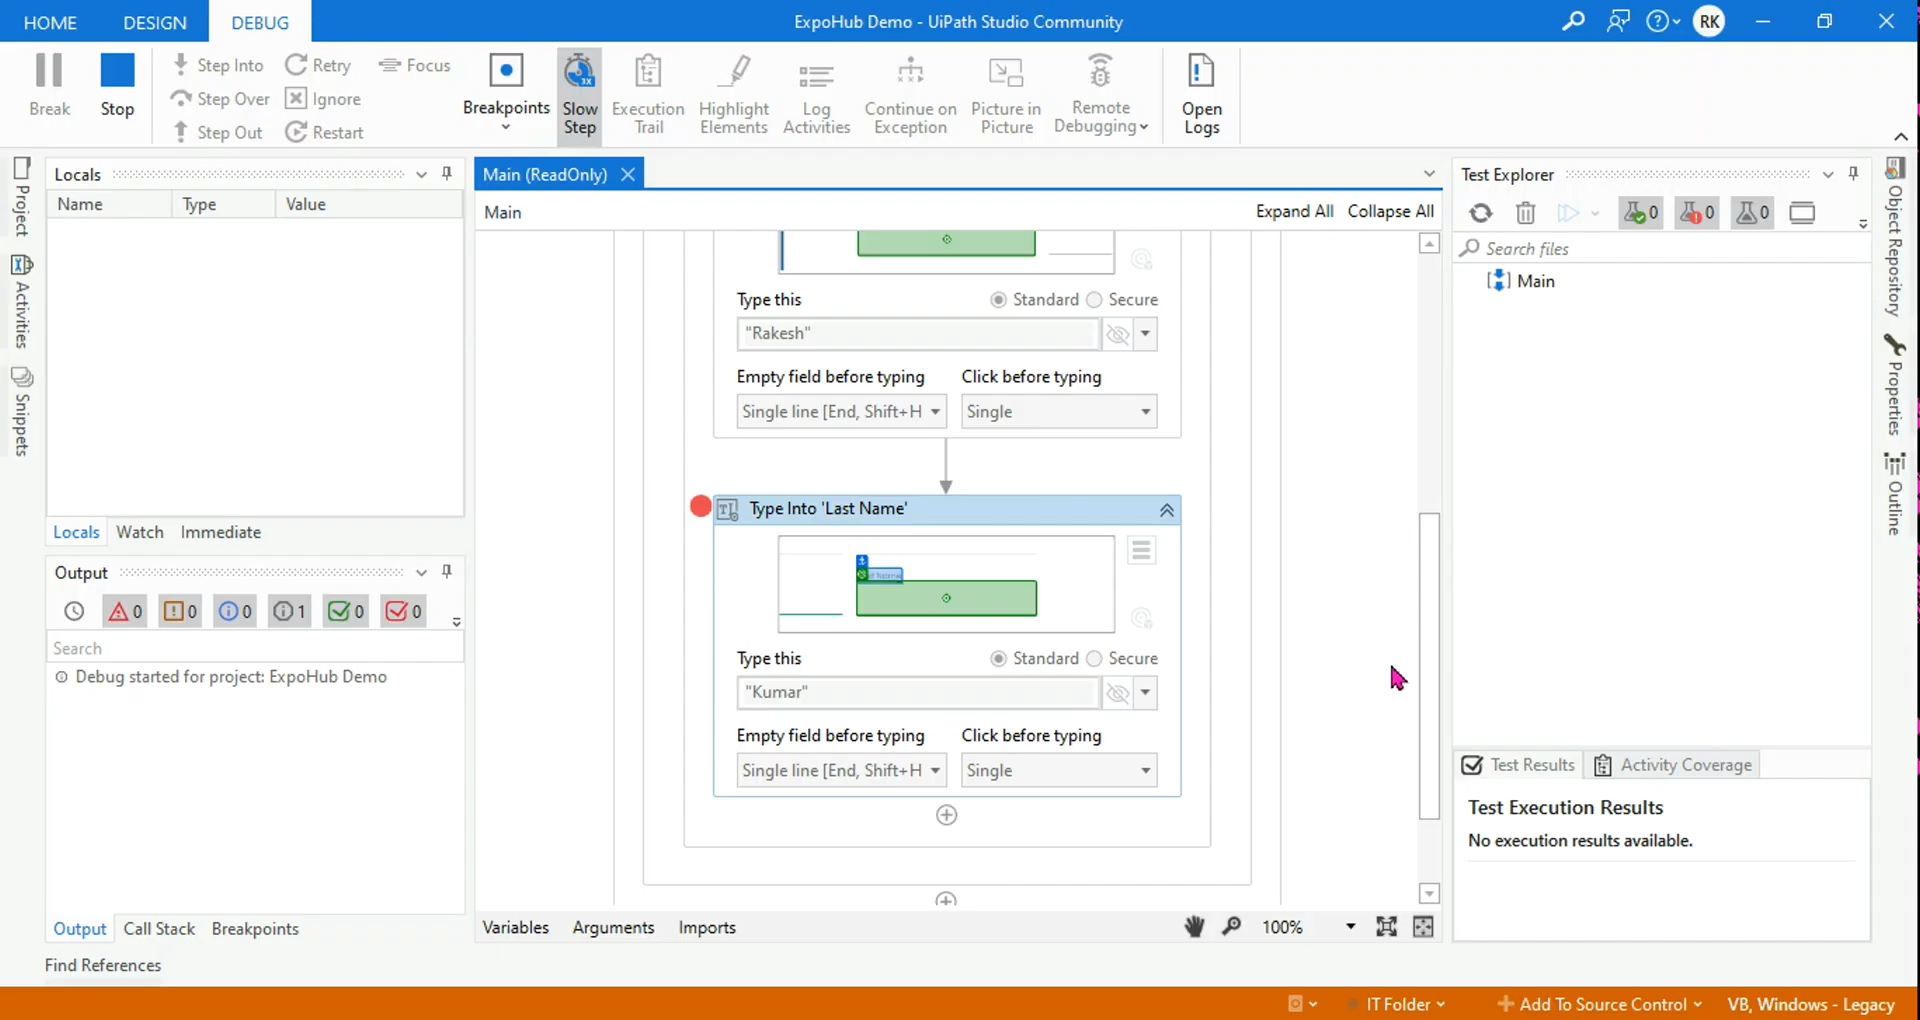 HOME DESIGN DEBUG ExpoHub Demo - UiPath Studio Community RK
Break Stop Step Into Step Over Step Out Retry Ignore Restart Focus Breakpoints Slow Step 3X Execution Trail Highlight Elements Log Activities Continue on Exception Picture in Picture Remote Debugging Open Logs
Project
Activities
Snippets
Locals
Name Type Value
Locals Watch Immediate
Output
0 0 0 1 0 0
Search
Debug started for project: ExpoHub Demo
Output Call Stack Breakpoints
Find References
Main (ReadOnly)
Main Expand All Collapse All
Type this Standard Secure
"Rakesh"
Empty field before typing Click before typing
Single line [End, Shift+H Single
Type Into 'Last Name'
Type this Standard Secure
"Kumar"
Empty field before typing Click before typing
Single line [End, Shift+H Single
Variables Arguments Imports 100%
Test Explorer
0 0 0
Search files
Main
Test Results Activity Coverage
Test Execution Results
No execution results available.
Object Repository
Properties
Outline
IT Folder Add To Source Control VB, Windows - Legacy